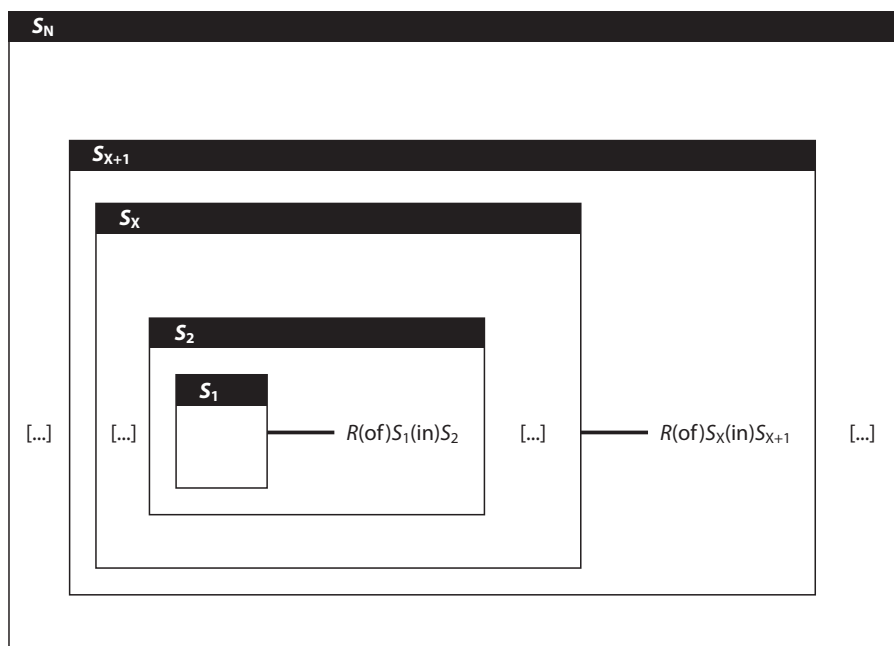 S_N
S_X+1
S_X
S_2
S_1
[...] [...] R(of)S_1(in)S_2 [...] R(of)S_X(in)S_X+1 [...]